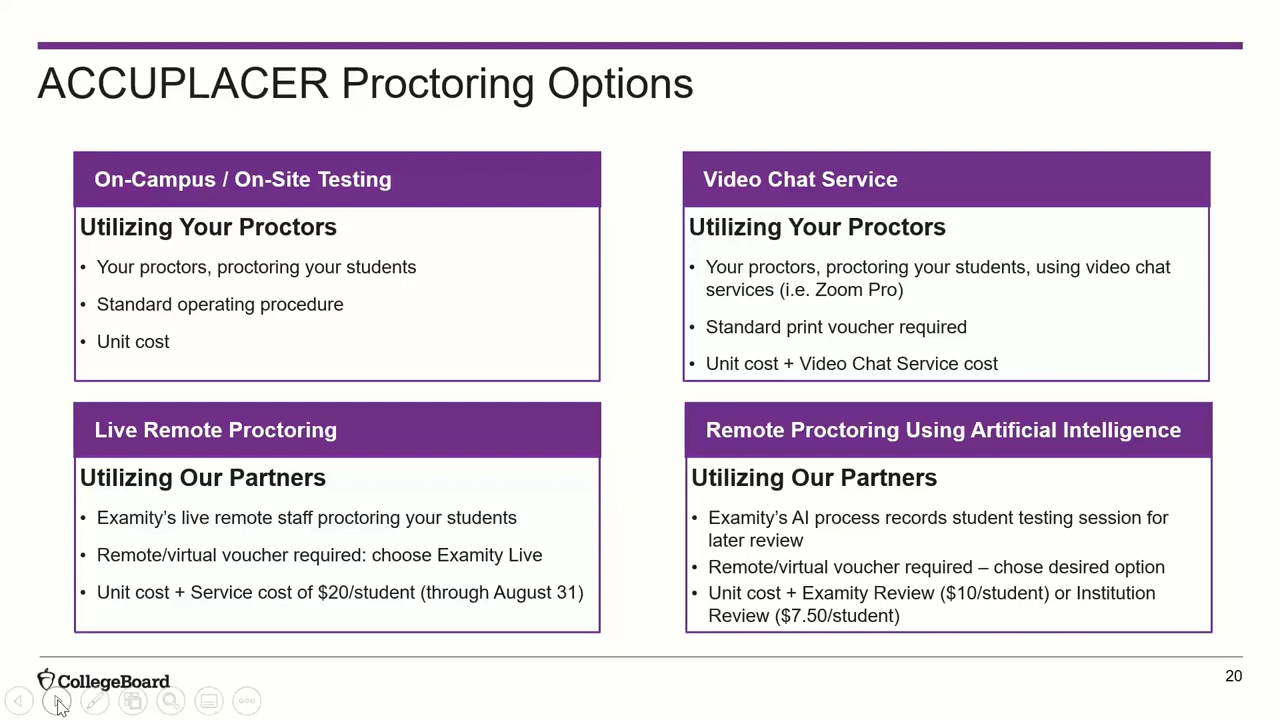 ACCUPLACER Proctoring Options
On-Campus / On-Site Testing
Utilizing Your Proctors
• Your proctors, proctoring your students
• Standard operating procedure
• Unit cost
Video Chat Service
Utilizing Your Proctors
• Your proctors, proctoring your students, using video chat
services (i.e. Zoom Pro)
• Standard print voucher required
• Unit cost + Video Chat Service cost
Live Remote Proctoring
Utilizing Our Partners
• Examity’s live remote staff proctoring your students
• Remote/virtual voucher required: choose Examity Live
• Unit cost + Service cost of $20/student (through August 31)
Remote Proctoring Using Artificial Intelligence
Utilizing Our Partners
• Examity’s AI process records student testing session for
later review
• Remote/virtual voucher required – chose desired option
• Unit cost + Examity Review ($10/student) or Institution
Review ($7.50/student)
CollegeBoard
20